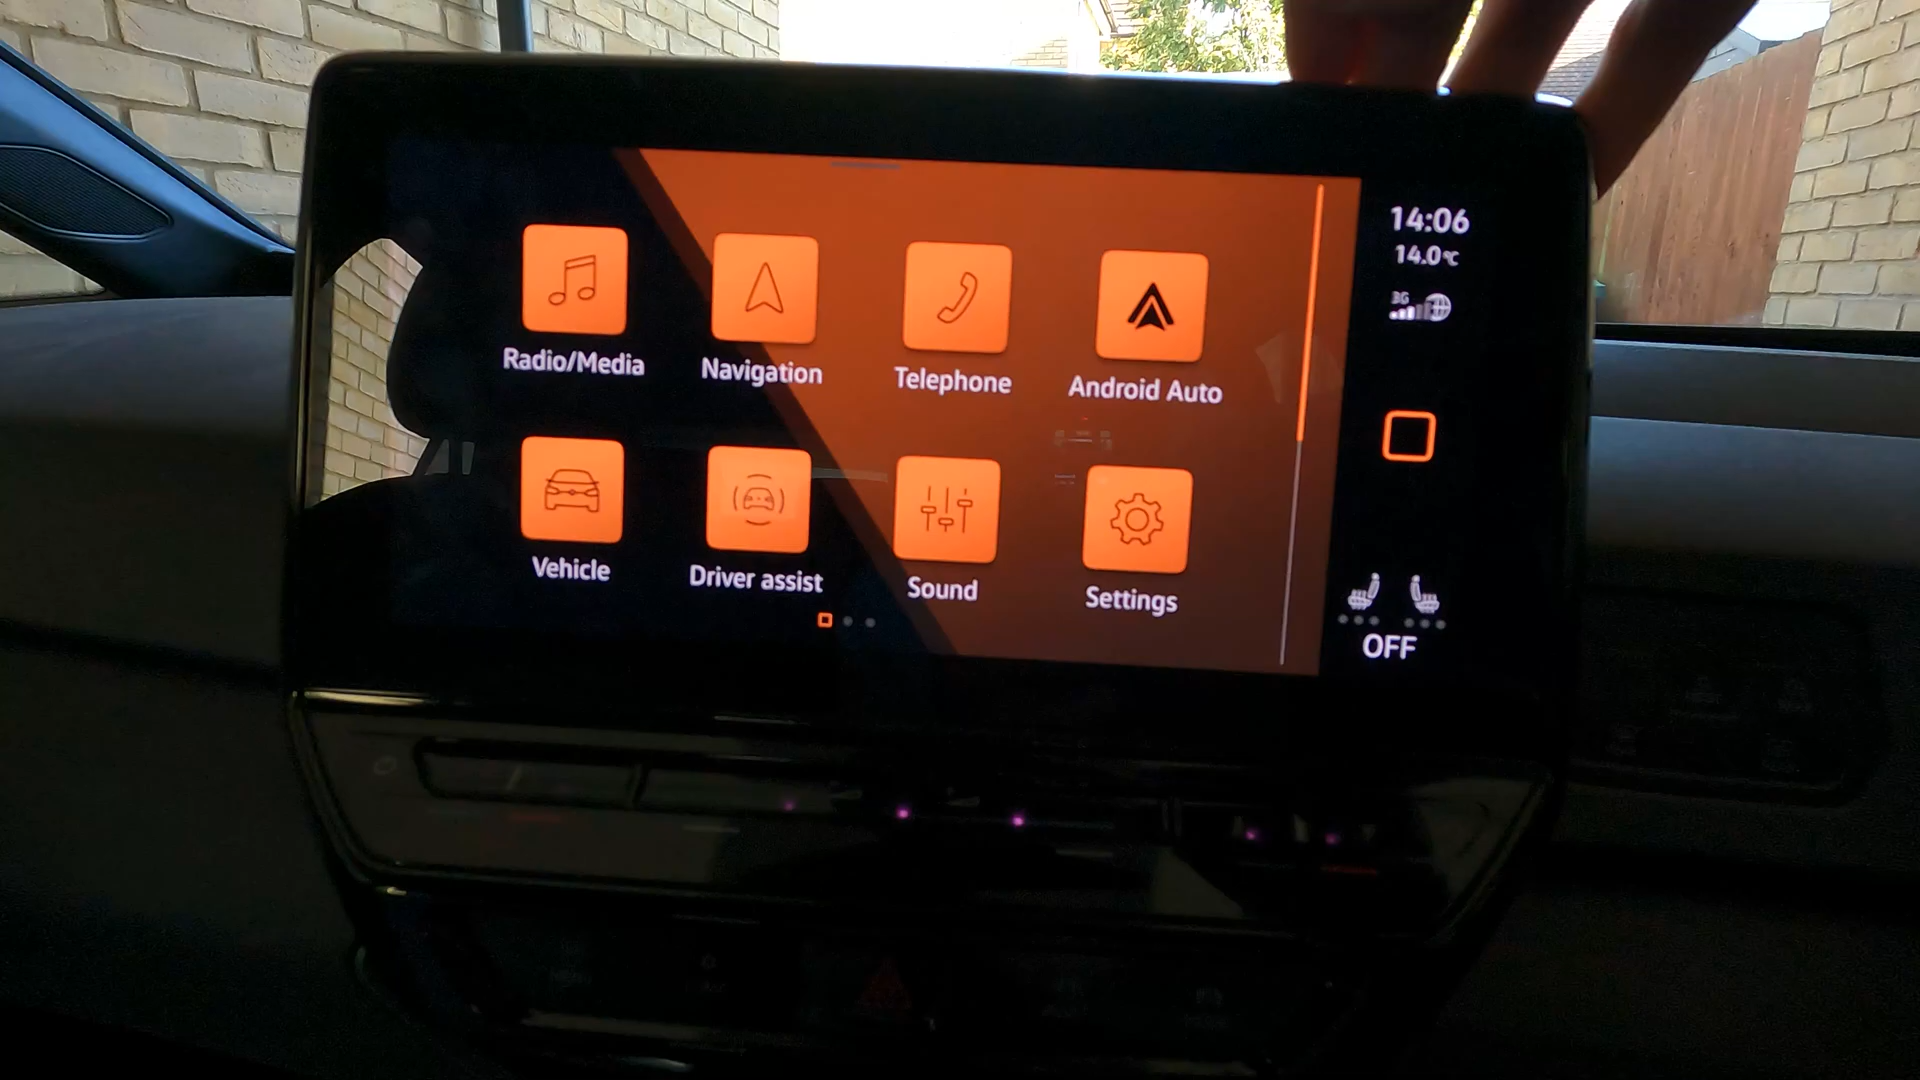 14:06
14.0°C
3G
Radio/Media
Navigation
Telephone
Android Auto
Vehicle
Driver assist
Sound
Settings
OFF